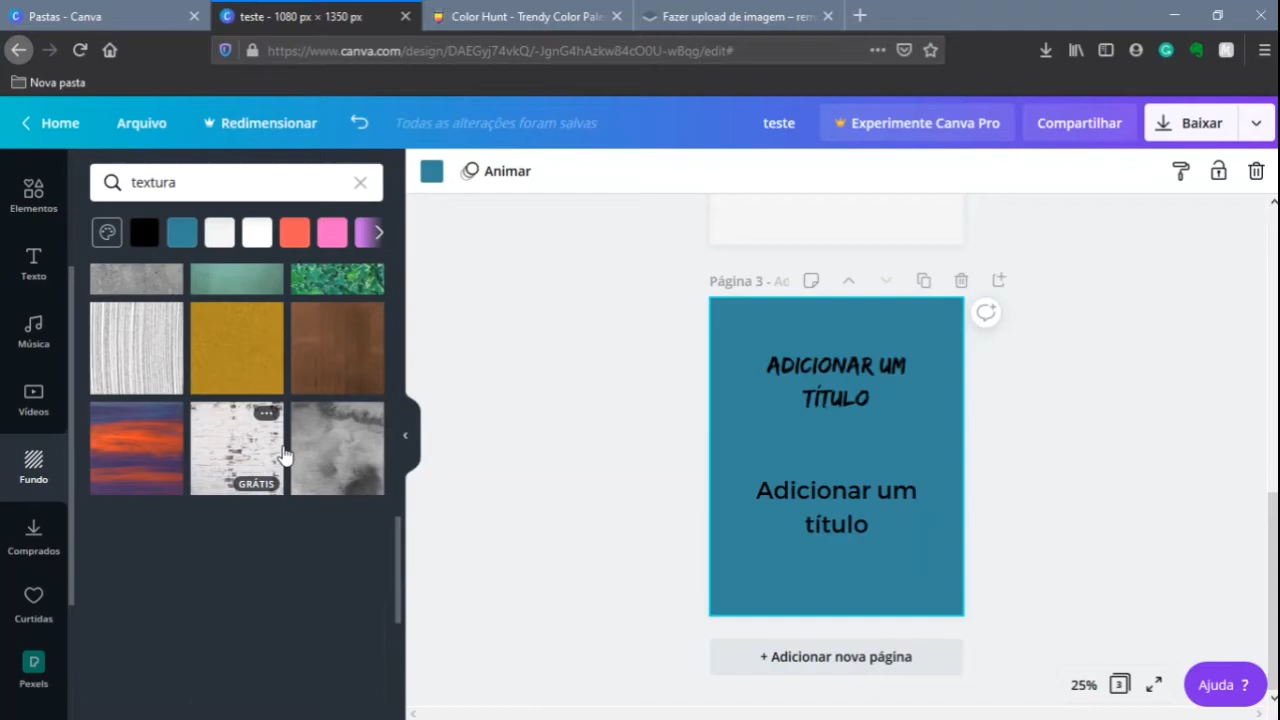 Pastas - Canva
teste - 1080 px × 1350 px
Color Hunt - Trendy Color Pale
Fazer upload de imagem – rem
https://www.canva.com/design/DAEGyj74vkQ/-JgnG4hAzkw84cO0U-wBqg/edit#
Nova pasta
Home
Arquivo
Redimensionar
Todas as alterações foram salvas
teste
Experimente Canva Pro
Compartilhar
Baixar
textura
Animar
Elementos
Texto
Música
Vídeos
Fundo
Comprados
Curtidas
Pexels
GRÁTIS
Página 3 - Ad
ADICIONAR UM
TÍTULO
Adicionar um
título
+ Adicionar nova página
25%
3
Ajuda ?